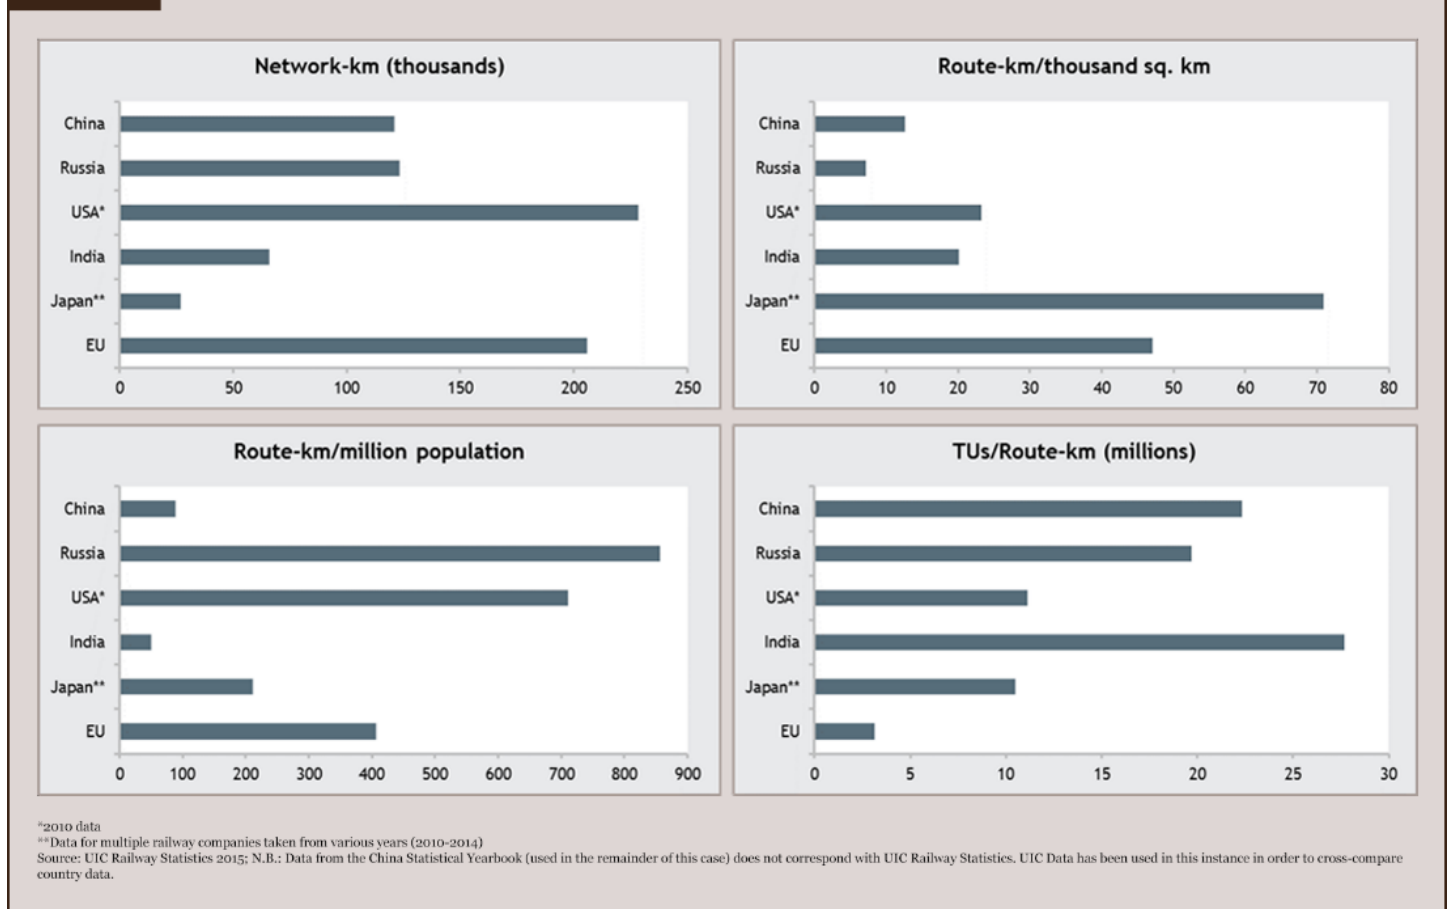 Network-km (thousands)
China
Russia
USA*
India
Japan**
EU
0 50 100 150 200 250
Route-km/thousand sq. km
China
Russia
USA*
India
Japan**
EU
0 10 20 30 40 50 60 70 80
Route-km/million population
China
Russia
USA*
India
Japan**
EU
0 100 200 300 400 500 600 700 800 900
TUs/Route-km (millions)
China
Russia
USA*
India
Japan**
EU
0 5 10 15 20 25 30
*2010 data
**Data for multiple railway companies taken from various years (2010-2014)
Source: UIC Railway Statistics 2015; N.B.: Data from the China Statistical Yearbook (used in the remainder of this case) does not correspond with UIC Railway Statistics. UIC Data has been used in this instance in order to cross-compare
country data.